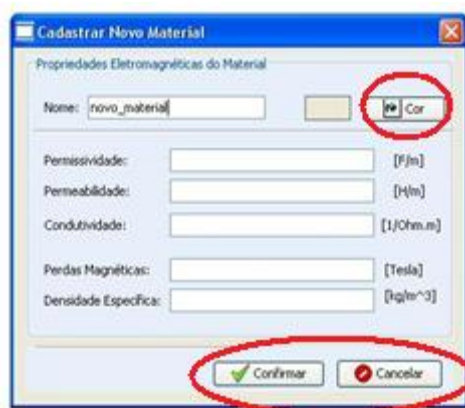 Cadastrar Novo Material
Propriedades Eletromagnéticas do Material
Nome: novo_material Cor
Permissividade: [F/m]
Permeabilidade: [H/m]
Condutividade: [1/Ohm.m]
Perdas Magnéticas: [Tesla]
Densidade Específica: [kg/m^3]
Confirmar Cancelar